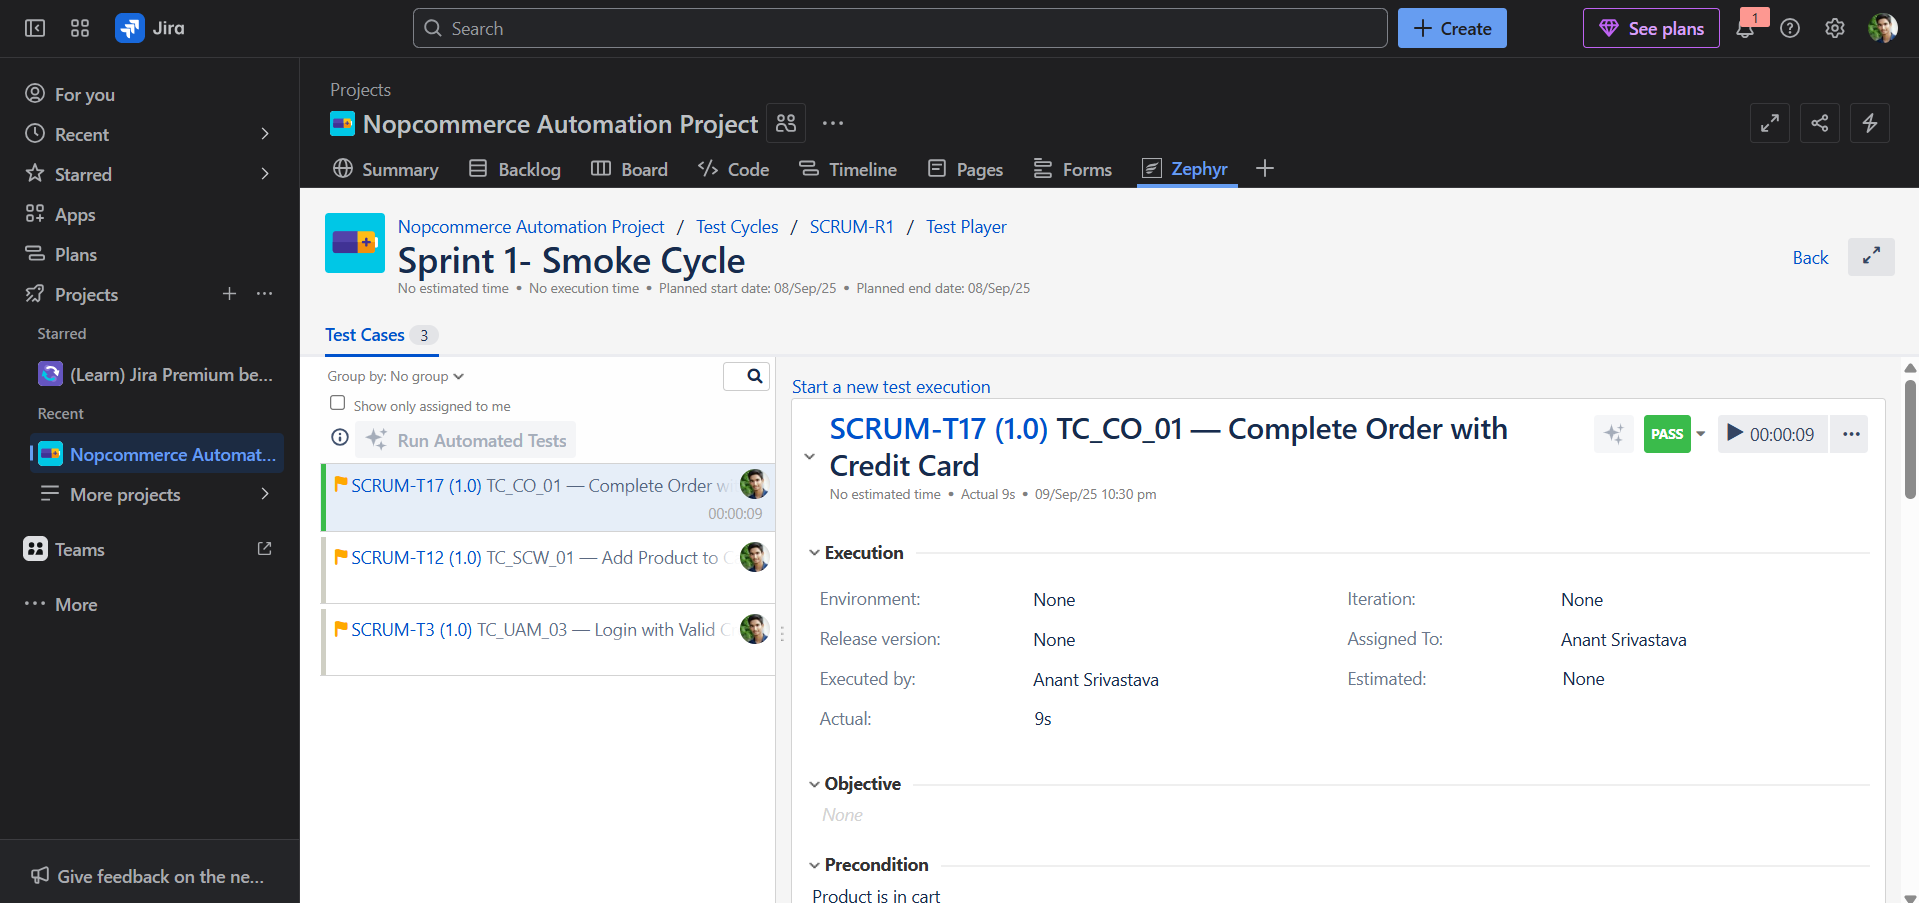 Jira
Search
Create
See plans
1
For you
Recent
Starred
Apps
Plans
Projects
Starred
(Learn) Jira Premium be...
Recent
Nopcommerce Automat...
More projects
Teams
More
Give feedback on the ne...
Projects
Nopcommerce Automation Project
Summary
Backlog
Board
Code
Timeline
Pages
Forms
Zephyr
Nopcommerce Automation Project / Test Cycles / SCRUM-R1 / Test Player
Sprint 1- Smoke Cycle
No estimated time • No execution time • Planned start date: 08/Sep/25 • Planned end date: 08/Sep/25
Back
Test Cases 3
Group by: No group
Show only assigned to me
Run Automated Tests
SCRUM-T17 (1.0) TC_CO_01 — Complete Order wi
00:00:09
SCRUM-T12 (1.0) TC_SCW_01 — Add Product to C
SCRUM-T3 (1.0) TC_UAM_03 — Login with Valid C
Start a new test execution
SCRUM-T17 (1.0) TC_CO_01 — Complete Order with
Credit Card
PASS
00:00:09
No estimated time • Actual 9s • 09/Sep/25 10:30 pm
Execution
Environment: None
Iteration: None
Release version: None
Assigned To: Anant Srivastava
Executed by: Anant Srivastava
Estimated: None
Actual: 9s
Objective
None
Precondition
Product is in cart